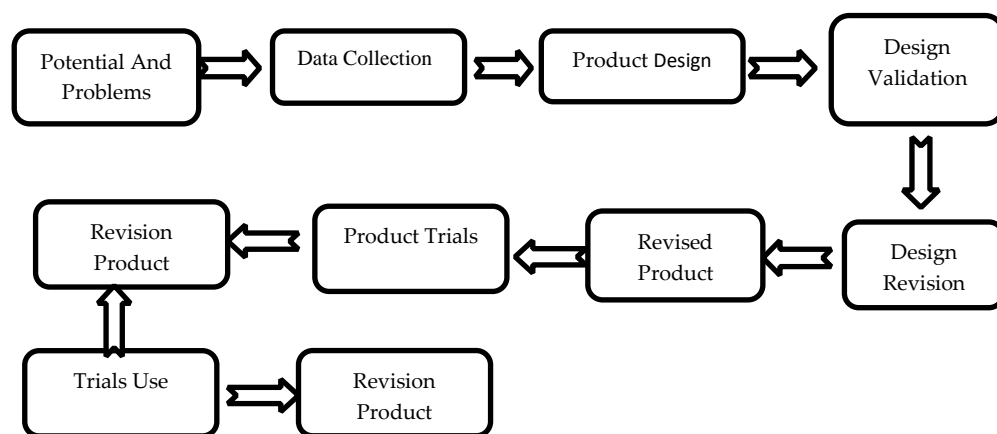 Potential And
Problems
Data Collection
Product Design
Design
Validation
Revision
Product
Product Trials
Revised
Product
Design
Revision
Trials Use
Revision
Product